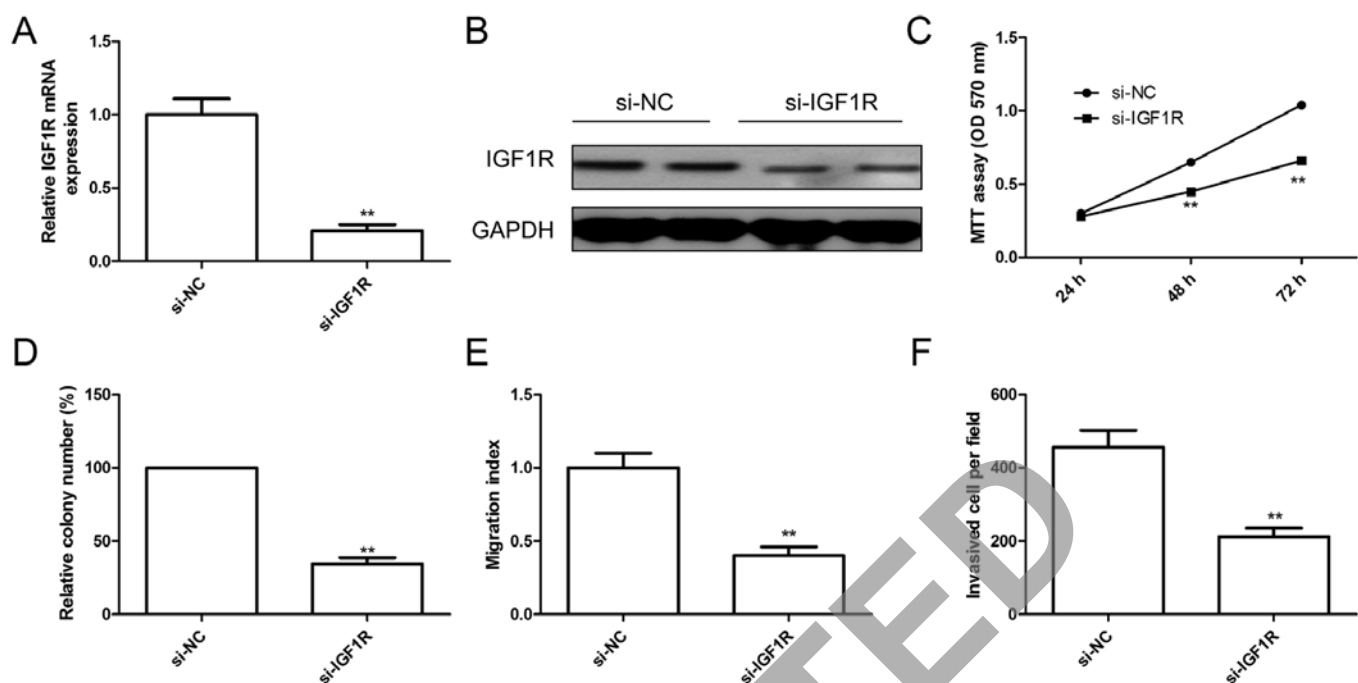 A
Relative IGF1R mRNA
expression
1.5
1.0
0.5
0.0
**
si-NC
si-IGF1R
B
si-NC
si-IGF1R
IGF1R
GAPDH
C
MTT assay (OD 570 nm)
1.5
1.0
0.5
0.0
si-NC
si-IGF1R
**
**
24 h
48 h
72 h
D
Relative colony number (%)
150
100
50
0
**
si-NC
si-IGF1R
E
Migration index
1.5
1.0
0.5
0.0
**
si-NC
si-IGF1R
F
Invasived cell per field
600
400
200
0
**
si-NC
si-IGF1R
TED